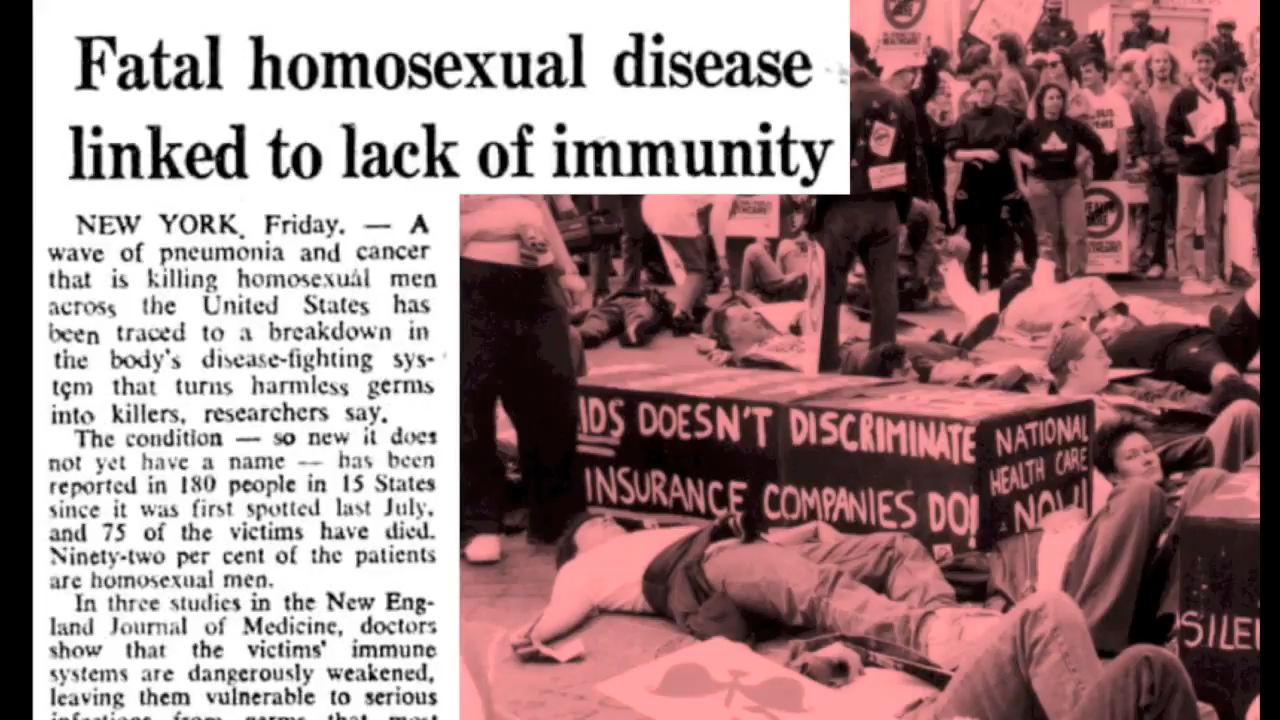 Fatal homosexual disease
linked to lack of immunity
NEW YORK, Friday. — A
wave of pneumonia and cancer
that is killing homosexual men
across the United States has
been traced to a breakdown in
the body's disease-fighting sys-
tem that turns harmless germs
into killers, researchers say.
The condition — so new it does
not yet have a name — has been
reported in 180 people in 15 States
since it was first spotted last July,
and 75 of the victims have died.
Ninety-two per cent of the patients
are homosexual men.
In three studies in the New Eng-
land Journal of Medicine, doctors
show that the victims' immune
systems are dangerously weakened,
leaving them vulnerable to serious
infections from germs that most
IDS DOESN'T DISCRIMINATE
INSURANCE COMPANIES DO!
NATIONAL
HEALTH CARE
NOW!
SILE